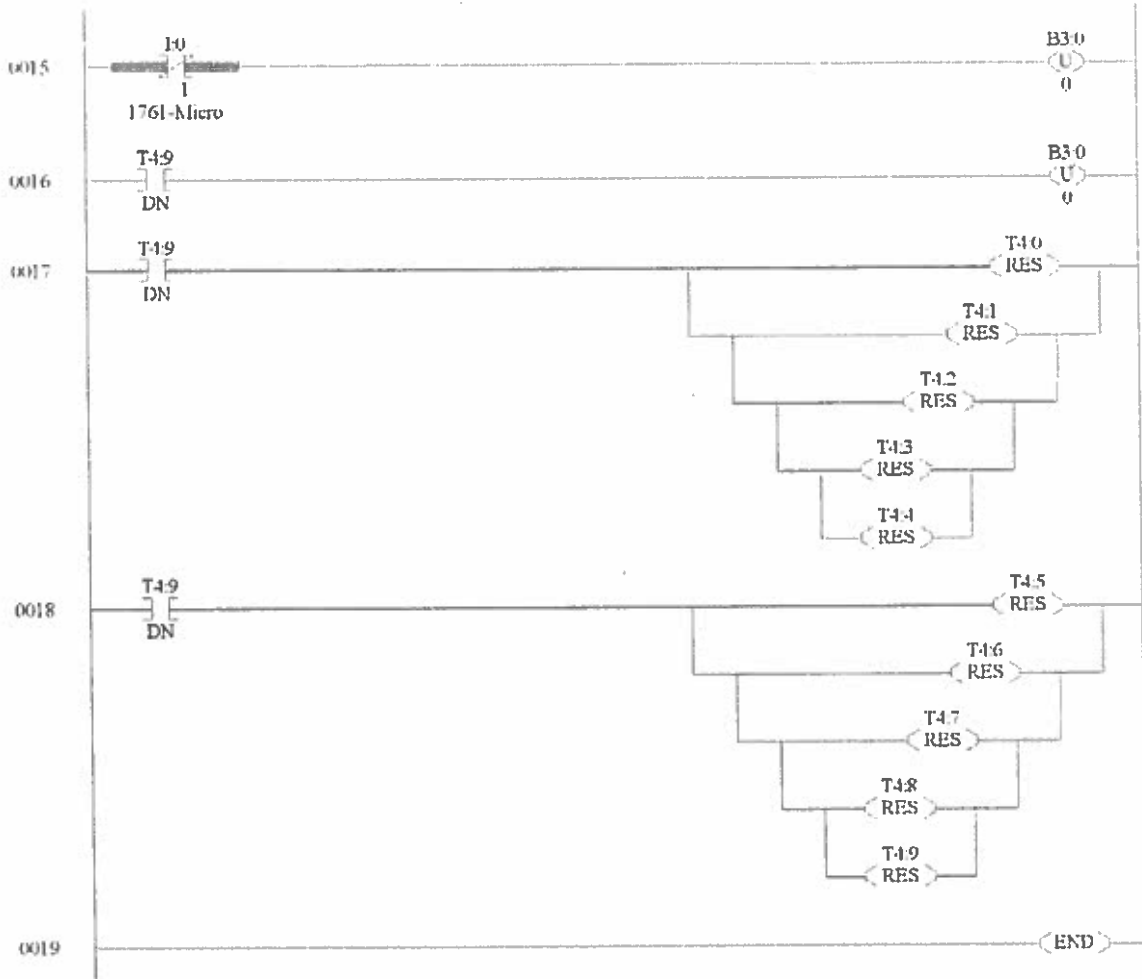 I:0
B3:0
0015
U
1
0
1761-Micro
T4:9
B3:0
0016
U
DN
0
T4:9
T4:0
0017
RES
DN
T4:1
RES
T4:2
RES
T4:3
RES
T4:4
RES
T4:9
T4:5
0018
RES
DN
T4:6
RES
T4:7
RES
T4:8
RES
T4:9
RES
0019
END